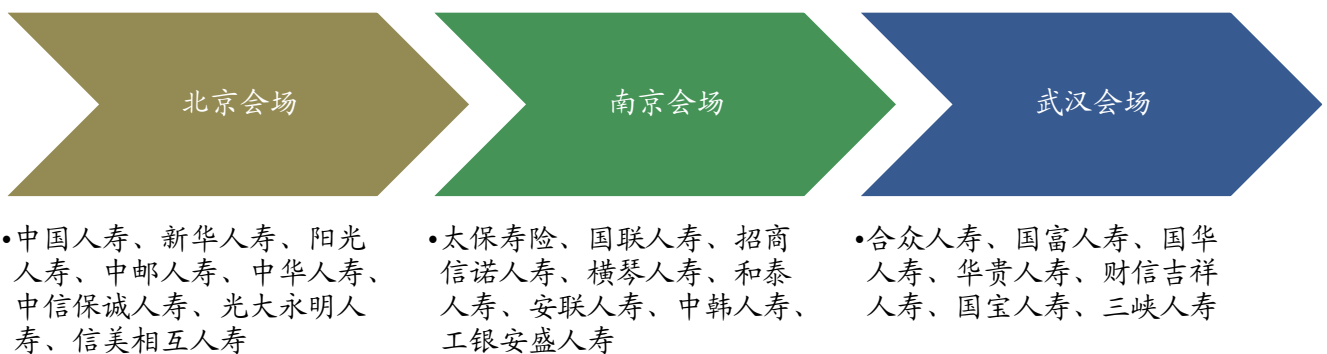 北京会场
南京会场
武汉会场
•中国人寿、新华人寿、阳光
人寿、中邮人寿、中华人寿、
中信保诚人寿、光大永明人
寿、信美相互人寿
•太保寿险、国联人寿、招商
信诺人寿、横琴人寿、和泰
人寿、安联人寿、中韩人寿、
工银安盛人寿
•合众人寿、国富人寿、国华
人寿、华贵人寿、财信吉祥
人寿、国宝人寿、三峡人寿